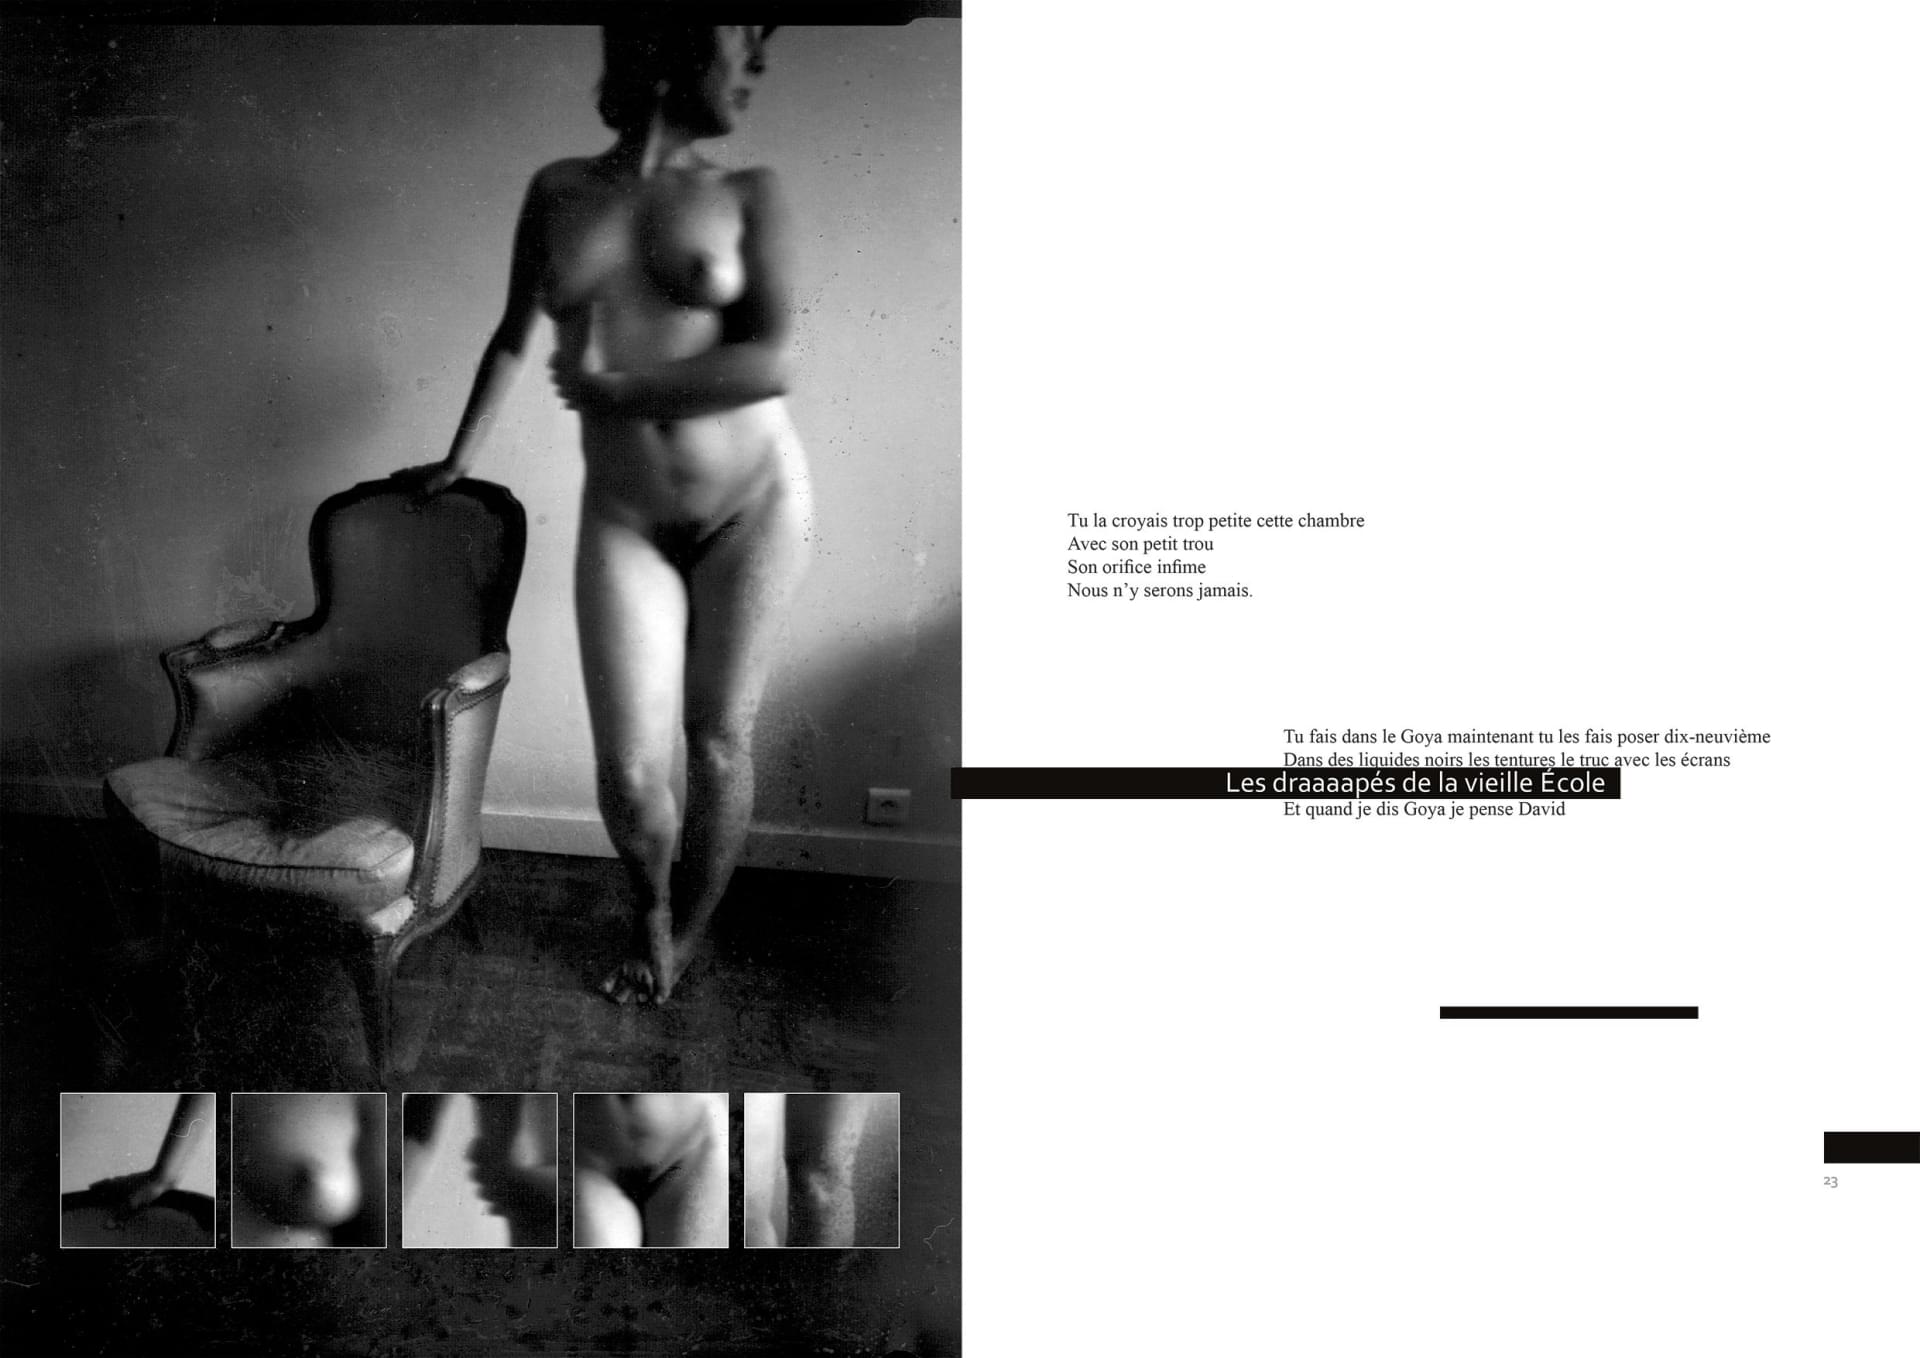 Tu la croyais trop petite cette chambre
Avec son petit trou
Son orifice infime
Nous n’y serons jamais.
Tu fais dans le Goya maintenant tu les fais poser dix-neuvième
Dans des liquides noirs les tentures le truc avec les écrans
Les draaaapés de la vieille École
Et quand je dis Goya je pense David
23